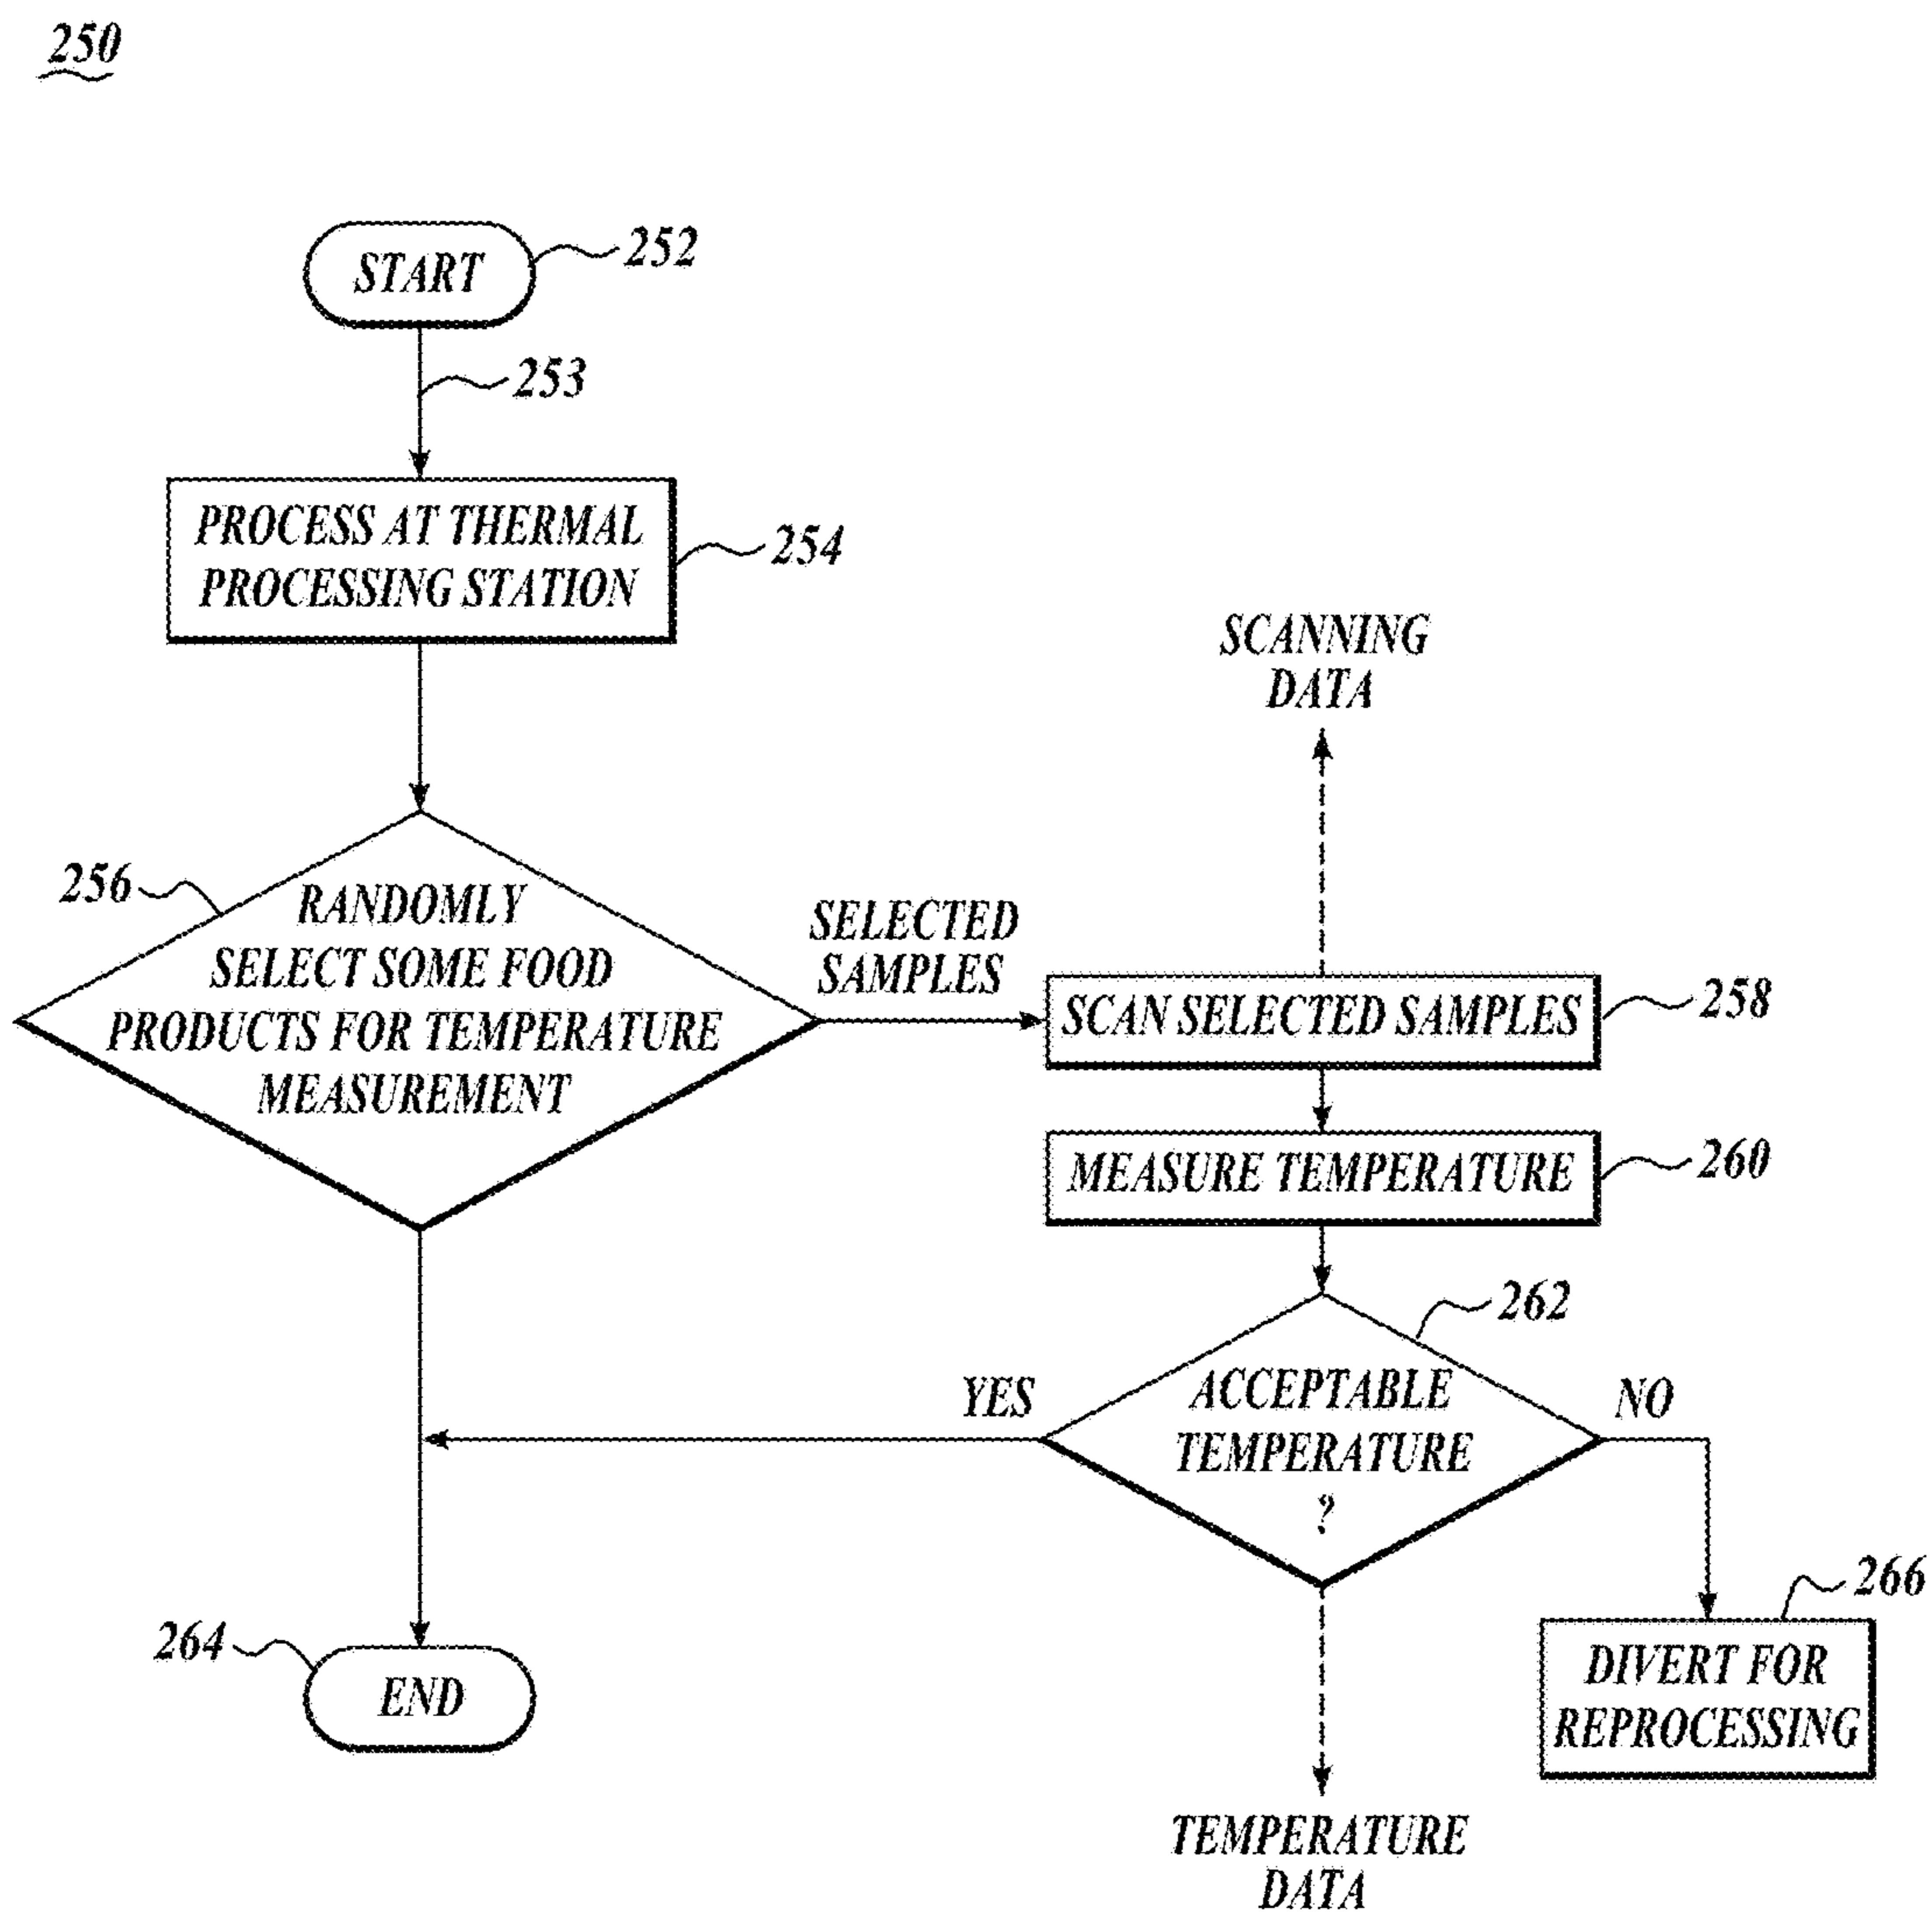 250
START
252
253
PROCESS AT THERMAL
PROCESSING STATION
254
256
RANDOMLY
SELECT SOME FOOD
PRODUCTS FOR TEMPERATURE
MEASUREMENT
SELECTED
SAMPLES
SCANNING
DATA
SCAN SELECTED SAMPLES
258
MEASURE TEMPERATURE
260
262
ACCEPTABLE
TEMPERATURE
?
YES
NO
264
END
266
DIVERT FOR
REPROCESSING
TEMPERATURE
DATA